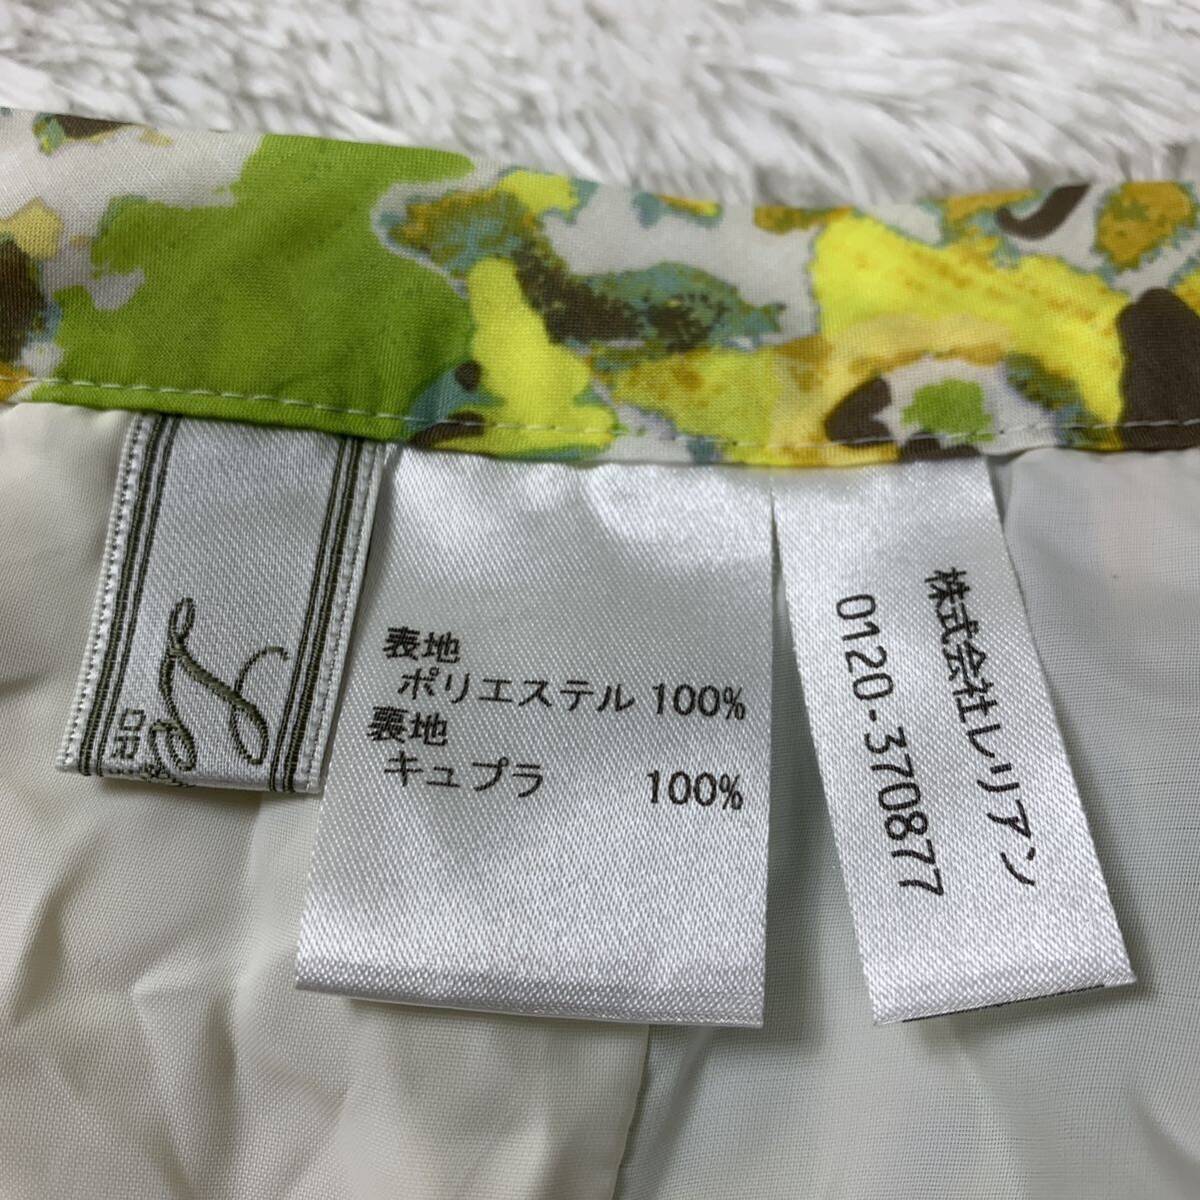 表地
ポリエステル 100%
裏地
キュプラ 100%
株式会社レリアン
0120-370877